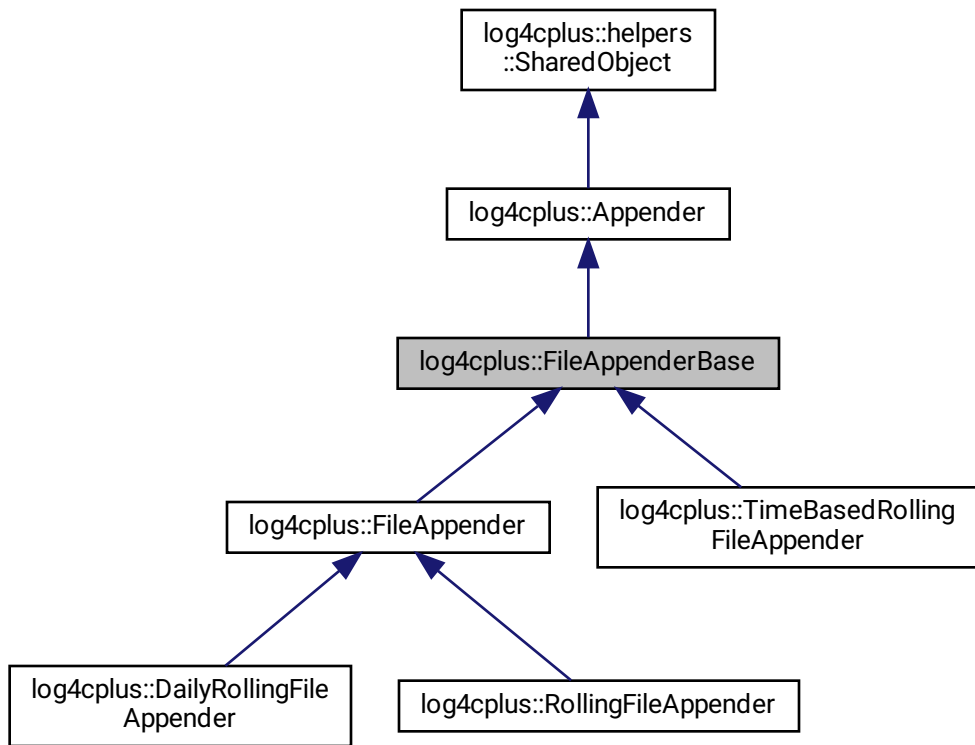 log4cplus::helpers
::SharedObject
log4cplus::Appender
log4cplus::FileAppenderBase
log4cplus::FileAppender
log4cplus::TimeBasedRolling
FileAppender
log4cplus::DailyRollingFile
Appender
log4cplus::RollingFileAppender